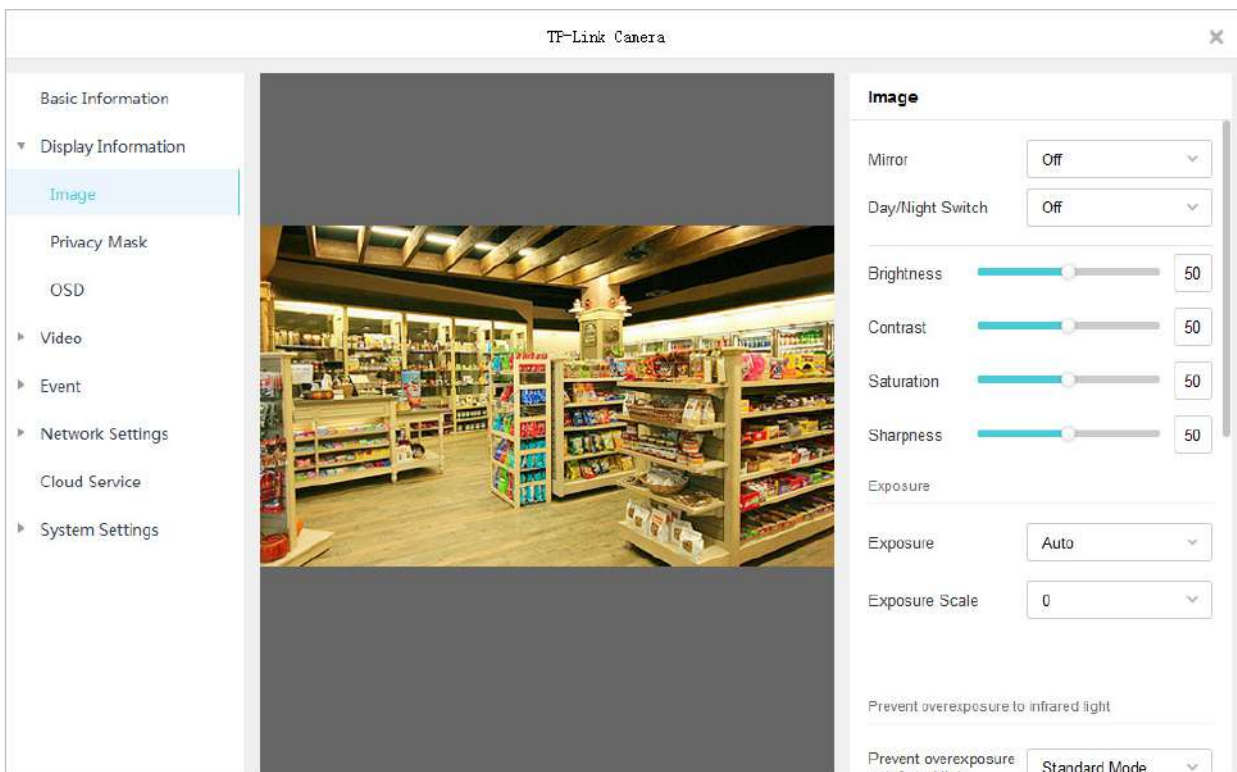 TP-Link Camera
Basic Information
Display Information
Image
Privacy Mask
OSD
Video
Event
Network Settings
Cloud Service
System Settings
Image
Mirror Off
Day/Night Switch Off
Brightness 50
Contrast 50
Saturation 50
Sharpness 50
Exposure
Exposure Auto
Exposure Scale 0
Prevent overexposure to infrared light
Prevent overexposure Standard Mode